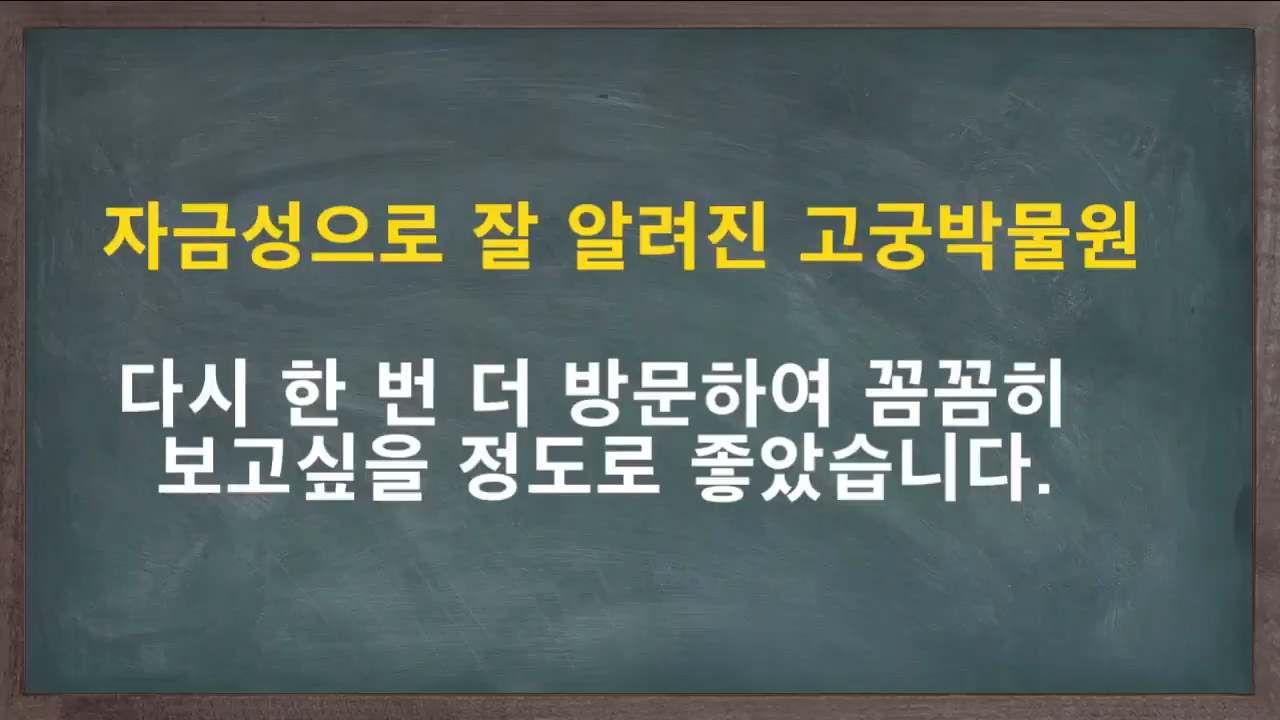 자금성으로 잘 알려진 고궁박물원
다시 한 번 더 방문하여 꼼꼼히
보고싶을 정도로 좋았습니다.